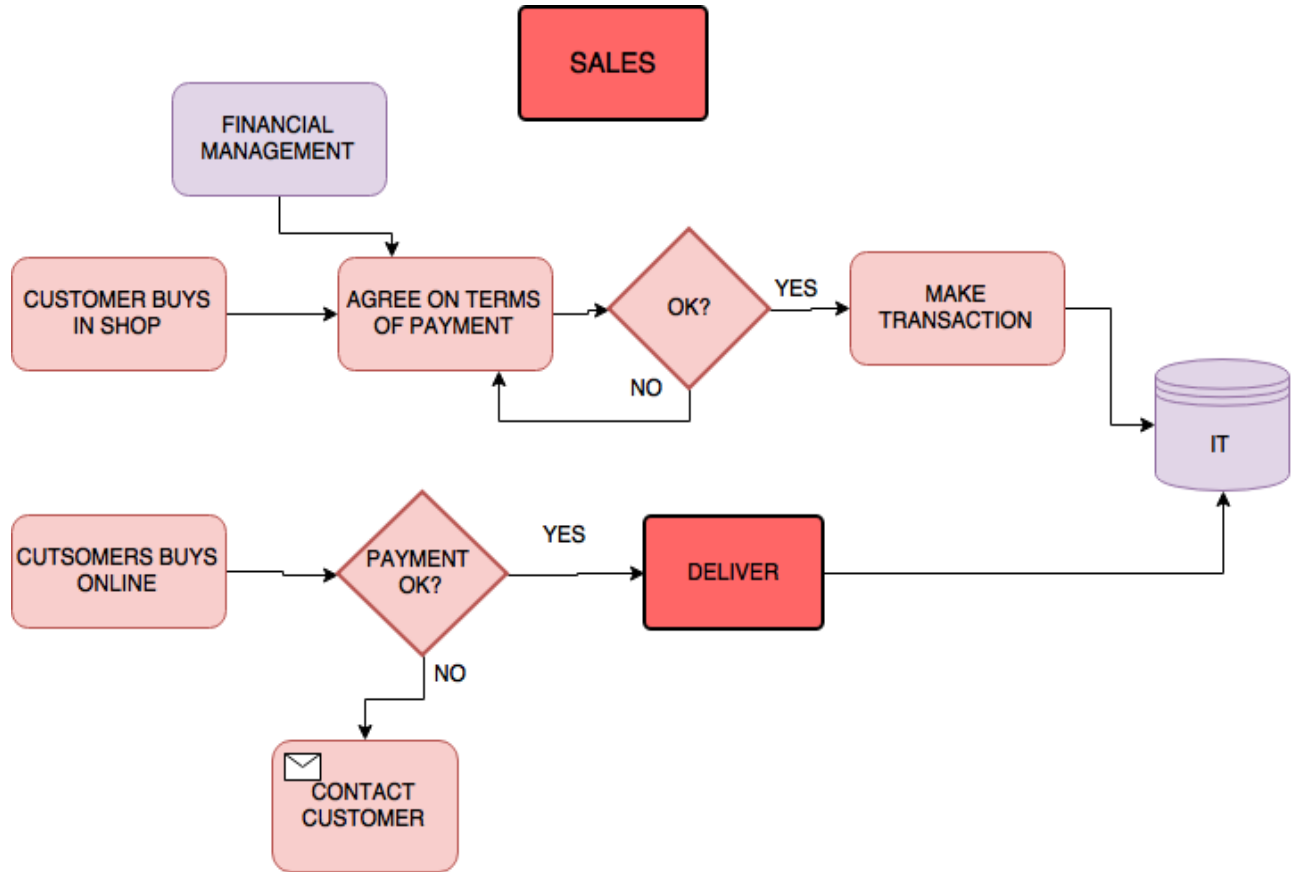 SALES
FINANCIAL
MANAGEMENT
CUSTOMER BUYS
IN SHOP
AGREE ON TERMS
OF PAYMENT
OK?
YES
MAKE
TRANSACTION
NO
IT
CUTSOMERS BUYS
ONLINE
PAYMENT
OK?
YES
DELIVER
NO
CONTACT
CUSTOMER